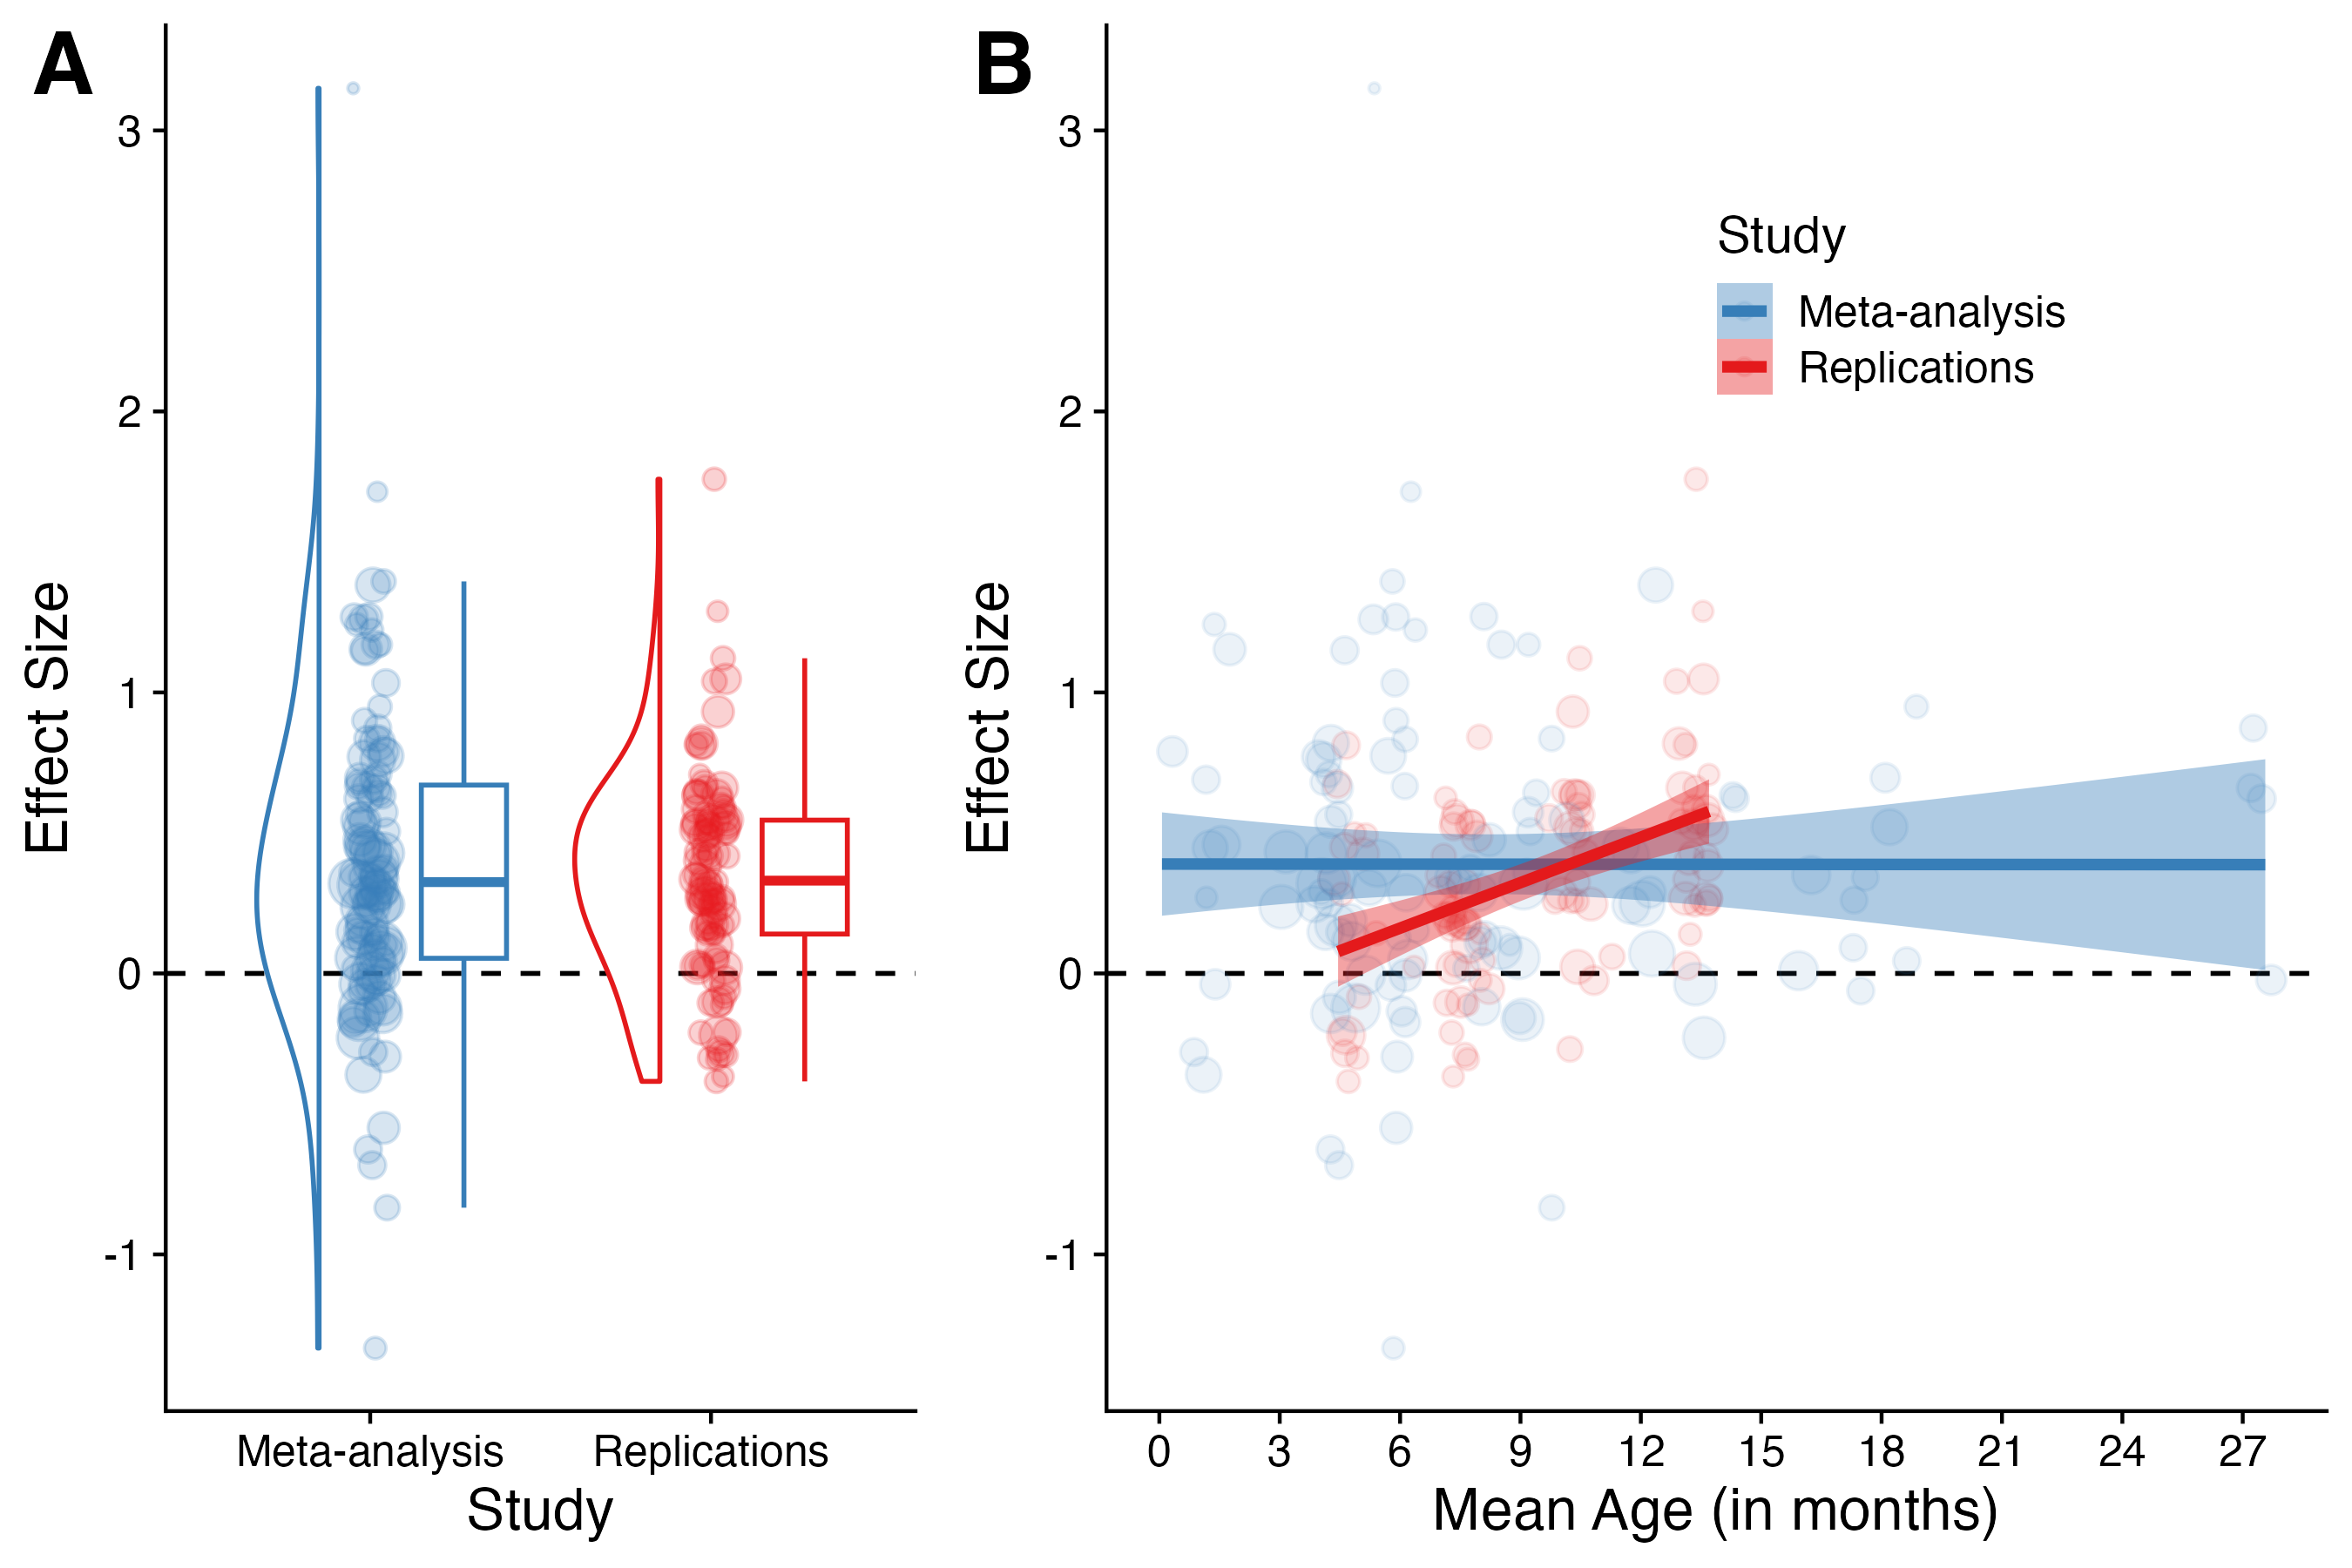 A
Effect Size
3
2
1
0
-1
Meta-analysis
Replications
Study
B
Effect Size
3
2
1
0
-1
Study
Meta-analysis
Replications
0 3 6 9 12 15 18 21 24 27
Mean Age (in months)